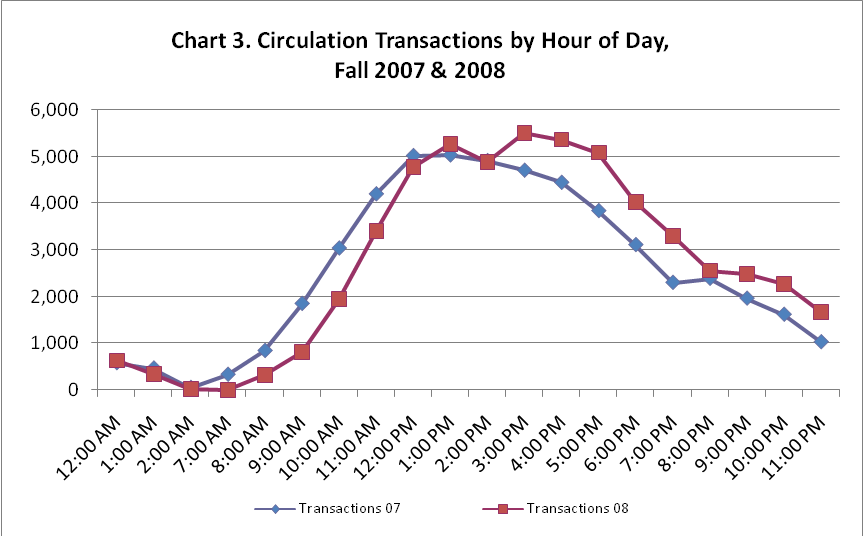 Chart 3. Circulation Transactions by Hour of Day,
Fall 2007 & 2008
6,000
5,000
4,000
3,000
2,000
1,000
0
12:00 AM
1:00 AM
2:00 AM
7:00 AM
8:00 AM
9:00 AM
10:00 AM
11:00 AM
12:00 PM
1:00 PM
2:00 PM
3:00 PM
4:00 PM
5:00 PM
6:00 PM
7:00 PM
8:00 PM
9:00 PM
10:00 PM
11:00 PM
Transactions 07
Transactions 08